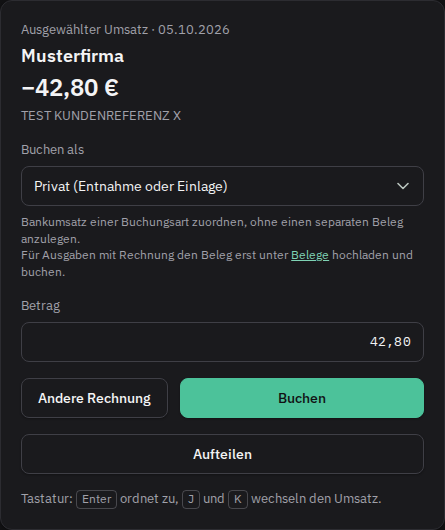 Ausgewählter Umsatz · 05.10.2026
Musterfirma
−42,80 €
TEST KUNDENREFERENZ X
Buchen als
Privat (Entnahme oder Einlage)
Bankumsatz einer Buchungsart zuordnen, ohne einen separaten Beleg
anzulegen.
Für Ausgaben mit Rechnung den Beleg erst unter Belege hochladen und
buchen.
Betrag
42,80
Andere Rechnung
Buchen
Aufteilen
Tastatur: Enter ordnet zu, J und K wechseln den Umsatz.